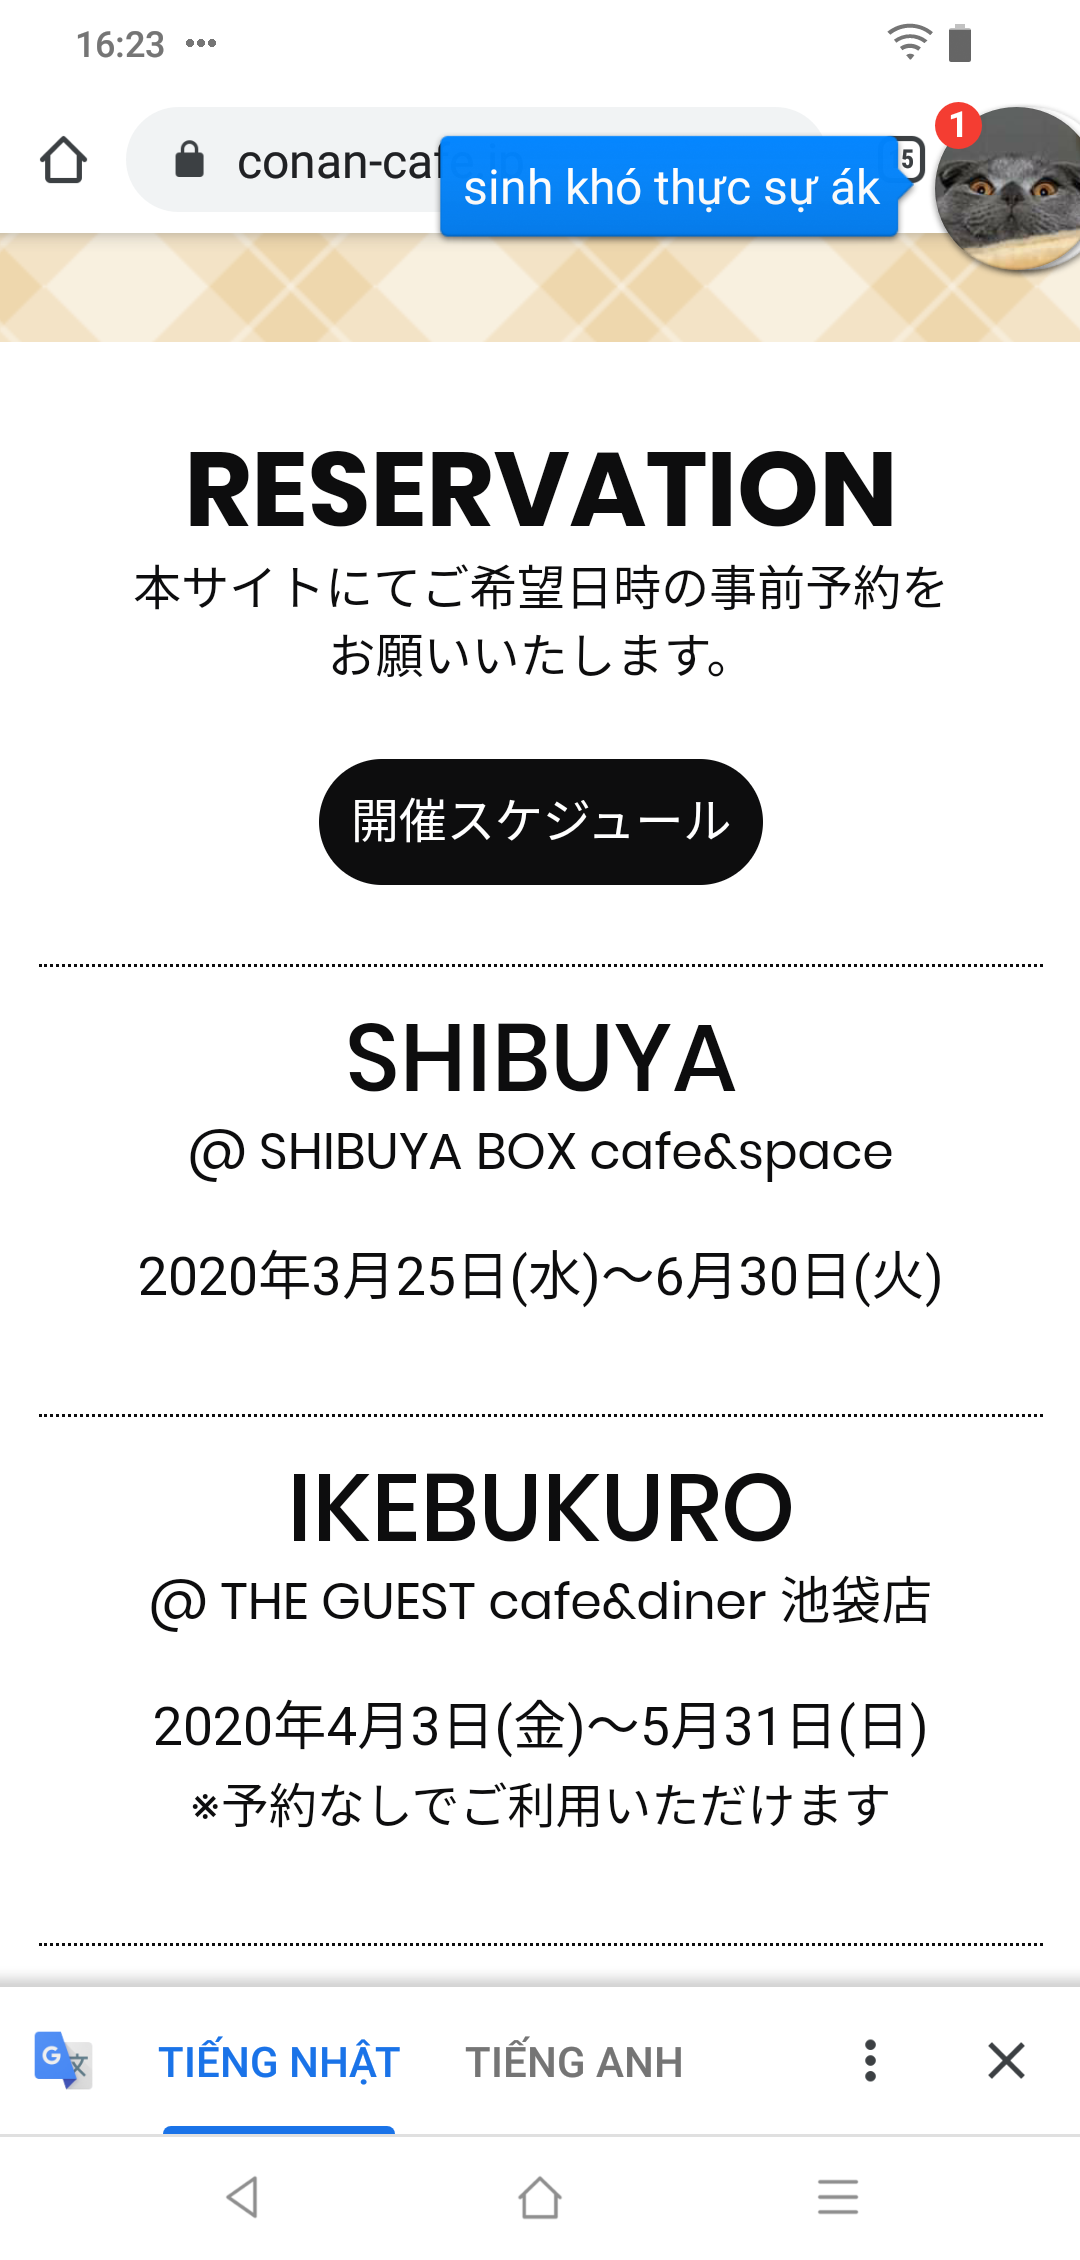 16:23
conan-cafe.jp
sinh khó thực sự ák
1
RESERVATION
本サイトにてご希望日時の事前予約を
お願いいたします。
開催スケジュール
SHIBUYA
@ SHIBUYA BOX cafe&space
2020年3月25日(水)〜6月30日(火)
IKEBUKURO
@ THE GUEST cafe&diner 池袋店
2020年4月3日(金)〜5月31日(日)
※予約なしでご利用いただけます
TIẾNG NHẬT TIẾNG ANH